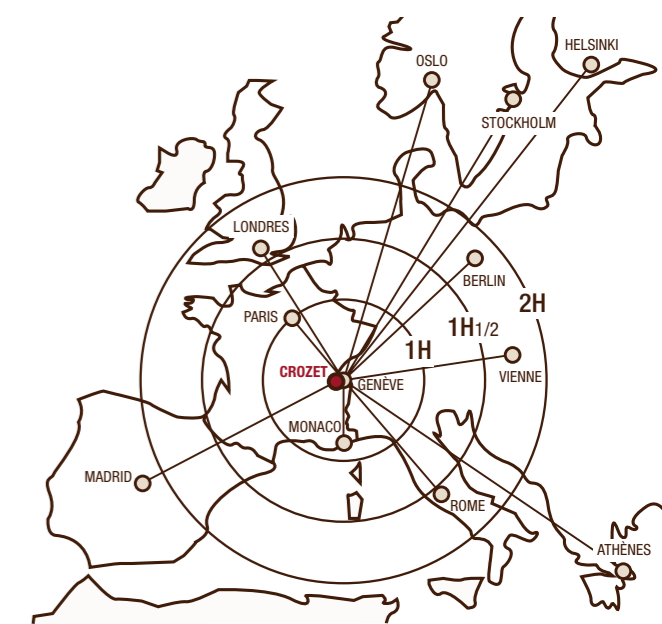 HELSINKI
OSLO
STOCKHOLM
LONDRES
BERLIN
2H
PARIS
1H1/2
1H
CROZET
GENÈVE
VIENNE
MONACO
MADRID
ROME
ATHÈNES